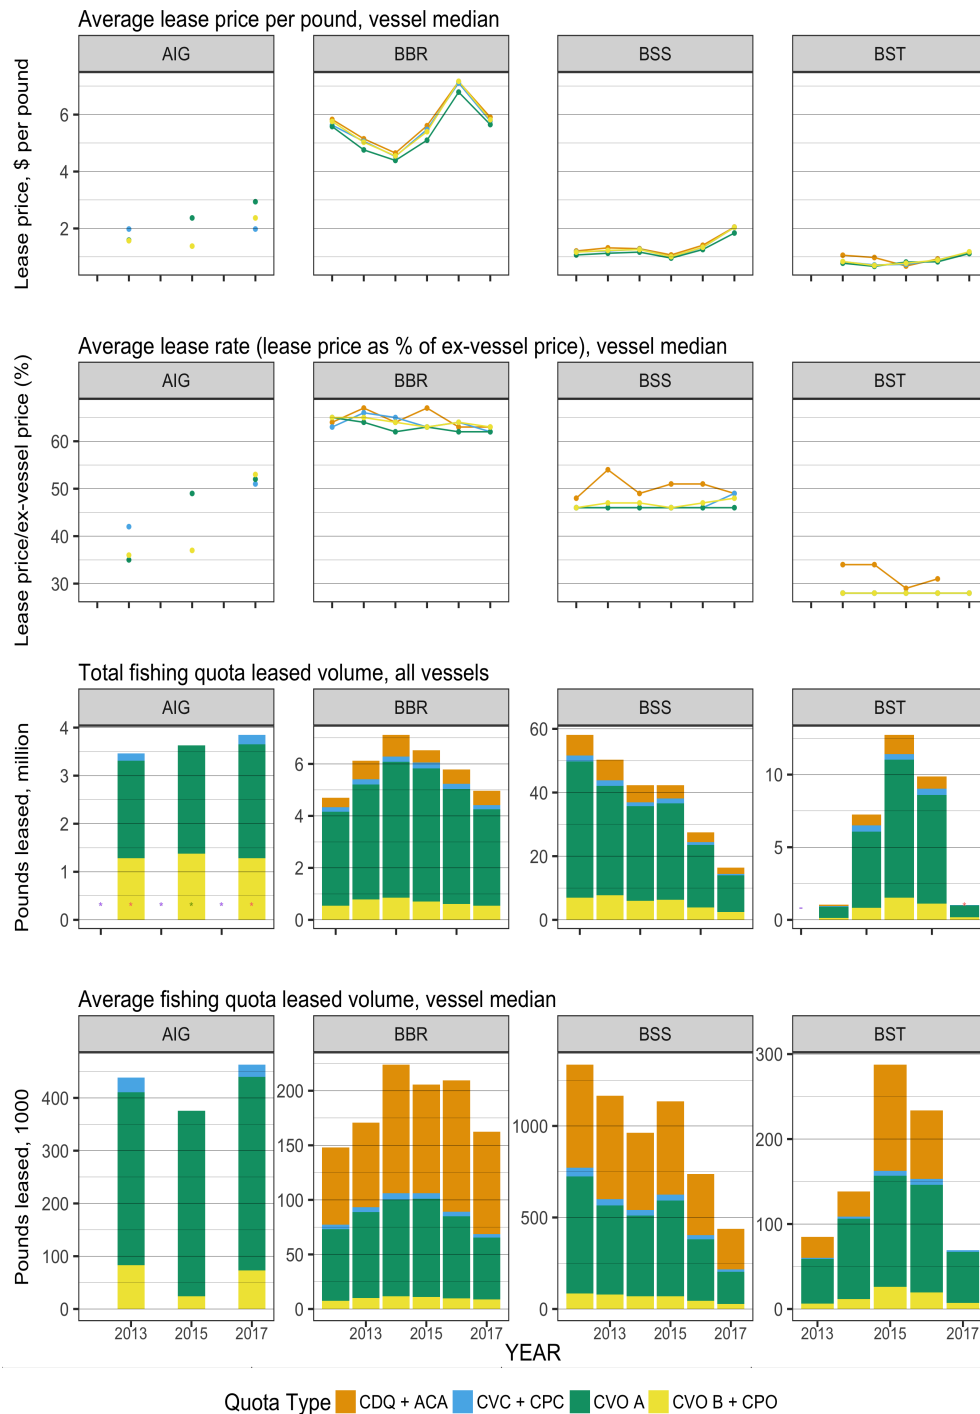 Average lease price per pound, vessel median
AIG BBR BSS BST
Lease price, $ per pound
6
4
2
Average lease rate (lease price as % of ex-vessel price), vessel median
AIG BBR BSS BST
Lease price/ex-vessel price (%)
60
50
40
30
Total fishing quota leased volume, all vessels
AIG BBR BSS BST
Pounds leased, million
4
3
2
1
0
6
4
2
0
60
40
20
0
10
5
0
* * * * * *
*
Average fishing quota leased volume, vessel median
AIG BBR BSS BST
Pounds leased, 1000
400
300
200
100
0
200
150
100
50
0
1000
500
0
300
200
100
0
2013 2015 2017 2013 2015 2017 2013 2015 2017 2013 2015 2017
YEAR
Quota Type CDQ + ACA CVC + CPC CVO A CVO B + CPO